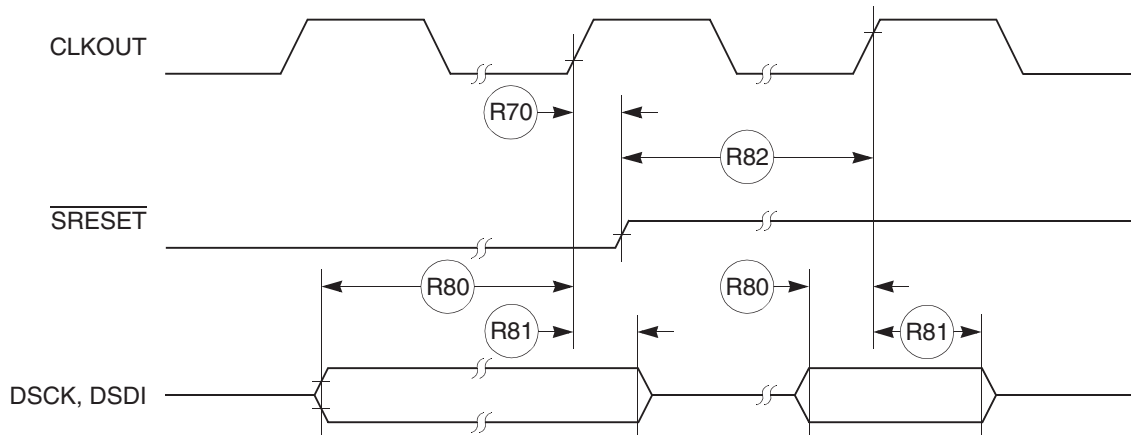 CLKOUT
R70
R82
SRESET
R80
R80
R81
R81
DSCK, DSDI